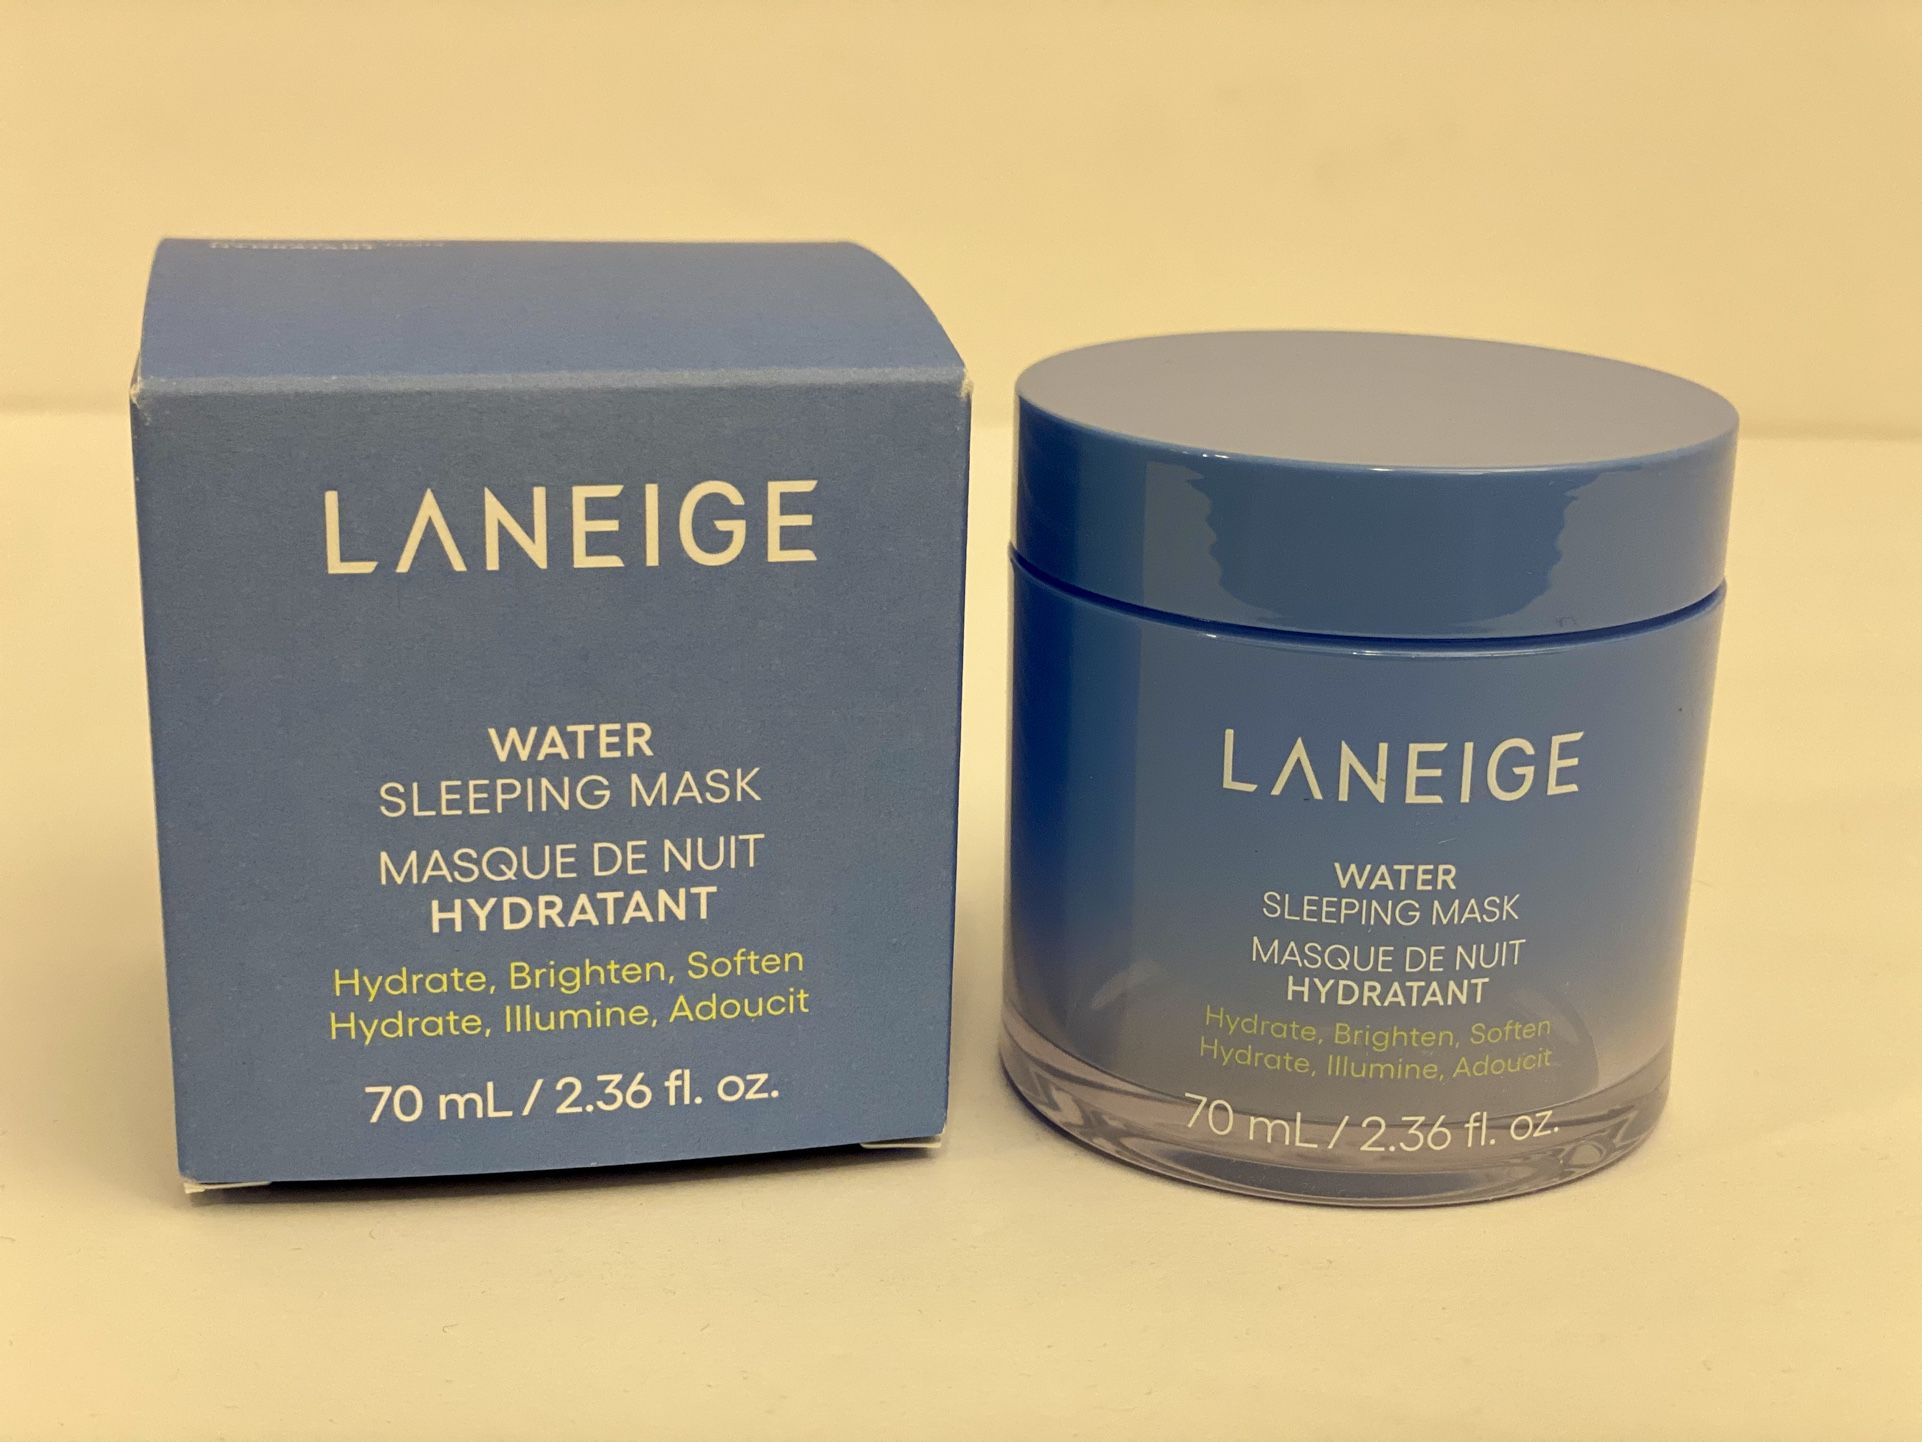 HYDRATANT
LANEIGE
WATER
SLEEPING MASK
MASQUE DE NUIT
HYDRATANT
Hydrate, Brighten, Soften
Hydrate, Illumine, Adoucit
70 mL / 2.36 fl. oz.
LANEIGE
WATER
SLEEPING MASK
MASQUE DE NUIT
HYDRATANT
Hydrate, Brighten, Soften
Hydrate, Illumine, Adoucit
70 mL / 2.36 fl. oz.